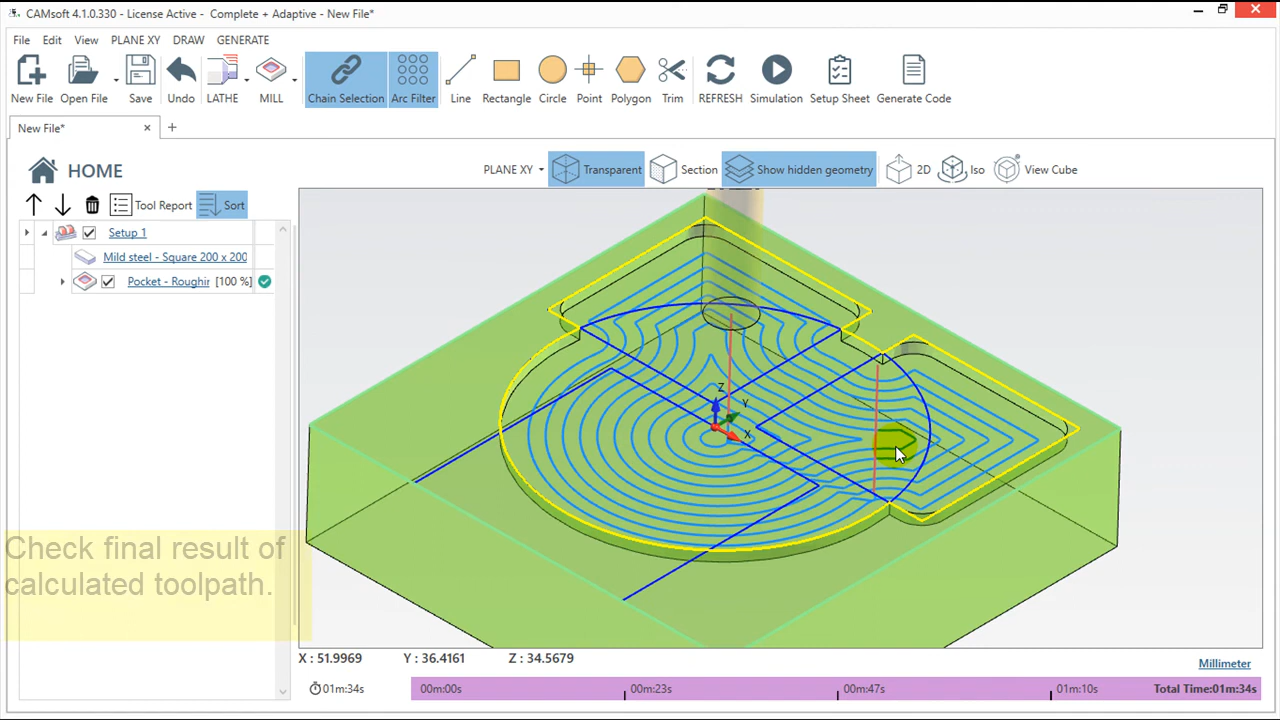 CAMsoft 4.1.0.330 - License Active - Complete + Adaptive - New File*
File Edit View PLANE XY DRAW GENERATE
New File Open File Save Undo LATHE MILL Chain Selection Arc Filter Line Rectangle Circle Point Polygon Trim REFRESH Simulation Setup Sheet Generate Code
New File*
HOME
PLANE XY Transparent Section Show hidden geometry 2D Iso View Cube
Tool Report Sort
Setup 1
Mild steel - Square 200 x 200
Pocket - Roughir [100 %]
Z
Y
X
Check final result of
calculated toolpath.
X : 51.9969 Y : 36.4161 Z : 34.5679
Millimeter
01m:34s 00m:00s 00m:23s 00m:47s 01m:10s Total Time:01m:34s